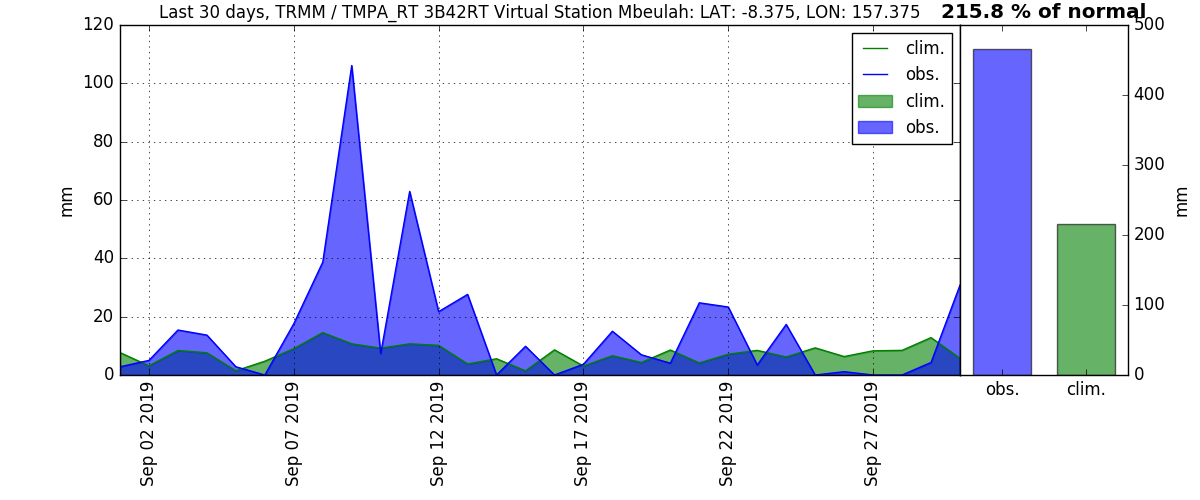 Last 30 days, TRMM / TMPA_RT 3B42RT Virtual Station Mbeulah: LAT: -8.375, LON: 157.375
215.8 % of normal
120
100
80
60
40
20
0
mm
clim.
obs.
clim.
obs.
Sep 02 2019
Sep 07 2019
Sep 12 2019
Sep 17 2019
Sep 22 2019
Sep 27 2019
500
400
300
200
100
0
mm
obs.
clim.